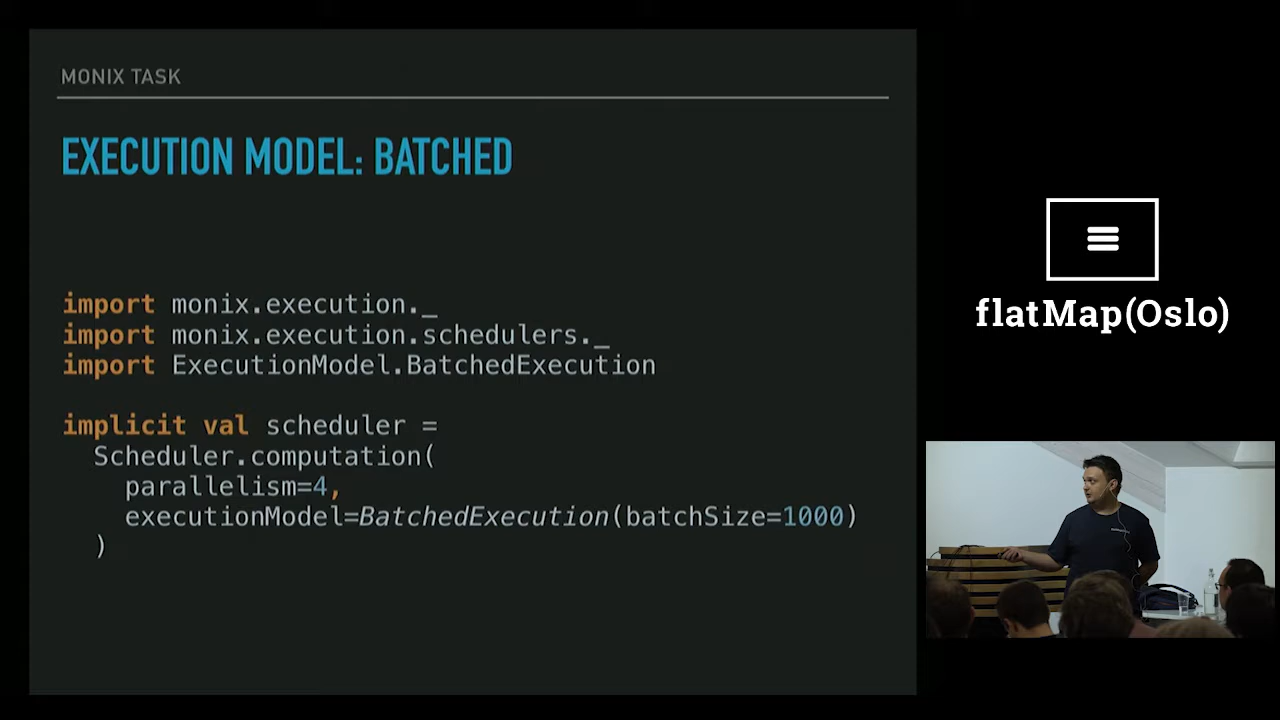 MONIX TASK
EXECUTION MODEL: BATCHED
import monix.execution._
import monix.execution.schedulers._
import ExecutionModel.BatchedExecution
implicit val scheduler =
Scheduler.computation(
parallelism=4,
executionModel=BatchedExecution(batchSize=1000)
)
flatMap(Oslo)